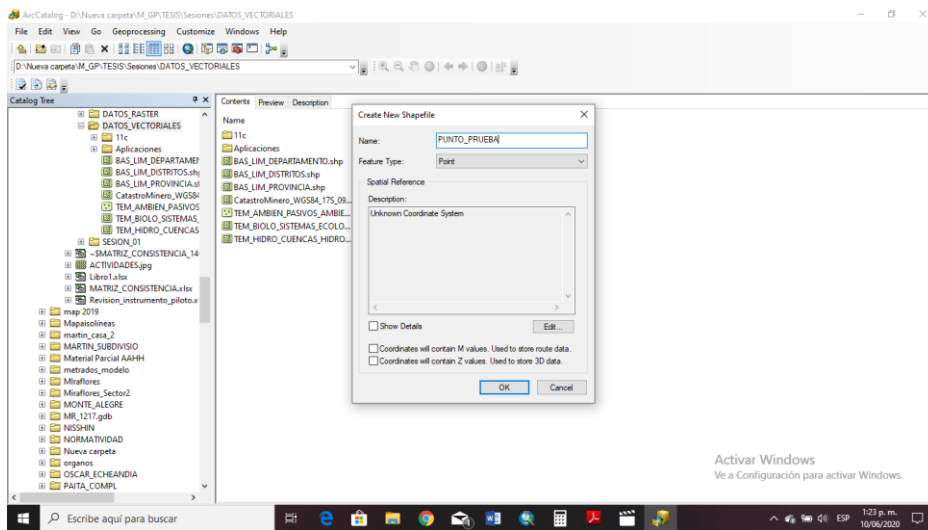 ArcCatalog - D:\Nueva carpeta\M_GP\TESIS\Sesiones\DATOS_VECTORIALES
File Edit View Go Geoprocessing Customize Windows Help
D:\Nueva carpeta\M_GP\TESIS\Sesiones\DATOS_VECTORIALES
Catalog Tree
DATOS_RASTER
DATOS_VECTORIALES
11c
Aplicaciones
BAS_LIM_DEPARTAMEN
BAS_LIM_DISTRITOS.sh
BAS_LIM_PROVINCIA.s
CatastroMinero_WGS84
TEM_AMBIEN_PASIVOS
TEM_BIOLO_SISTEMAS_
TEM_HIDRO_CUENCAS
SESION_01
~$MATRIZ_CONSISTENCIA_14
ACTIVIDADES.jpg
Libro1.xlsx
MATRIZ_CONSISTENCIA.xlsx
Revision_instrumento_piloto.x
map 2019
Mapaisolineas
martin_casa_2
MARTIN_SUBDIVISIO
Material Parcial AAHH
metrados_modelo
MIraflores
Miraflores_Sector2
MONTE_ALEGRE
MR_1217.gdb
NISSHIN
NORMATIVIDAD
Nueva carpeta
organos
OSCAR_ECHEANDIA
PAITA_COMPL
Contents Preview Description
Name
11c
Aplicaciones
BAS_LIM_DEPARTAMENTO.shp
BAS_LIM_DISTRITOS.shp
BAS_LIM_PROVINCIA.shp
CatastroMinero_WGS84_17S_09...
TEM_AMBIEN_PASIVOS_AMBIE...
TEM_BIOLO_SISTEMAS_ECOLO...
TEM_HIDRO_CUENCAS_HIDRO...
Create New Shapefile
Name: PUNTO_PRUEBA
Feature Type: Point
Spatial Reference
Description:
Unknown Coordinate System
Show Details Edit...
Coordinates will contain M values. Used to store route data.
Coordinates will contain Z values. Used to store 3D data.
OK Cancel
Activar Windows
Ve a Configuración para activar Windows.
Escribe aquí para buscar
ESP
1:23 p. m.
10/06/2020